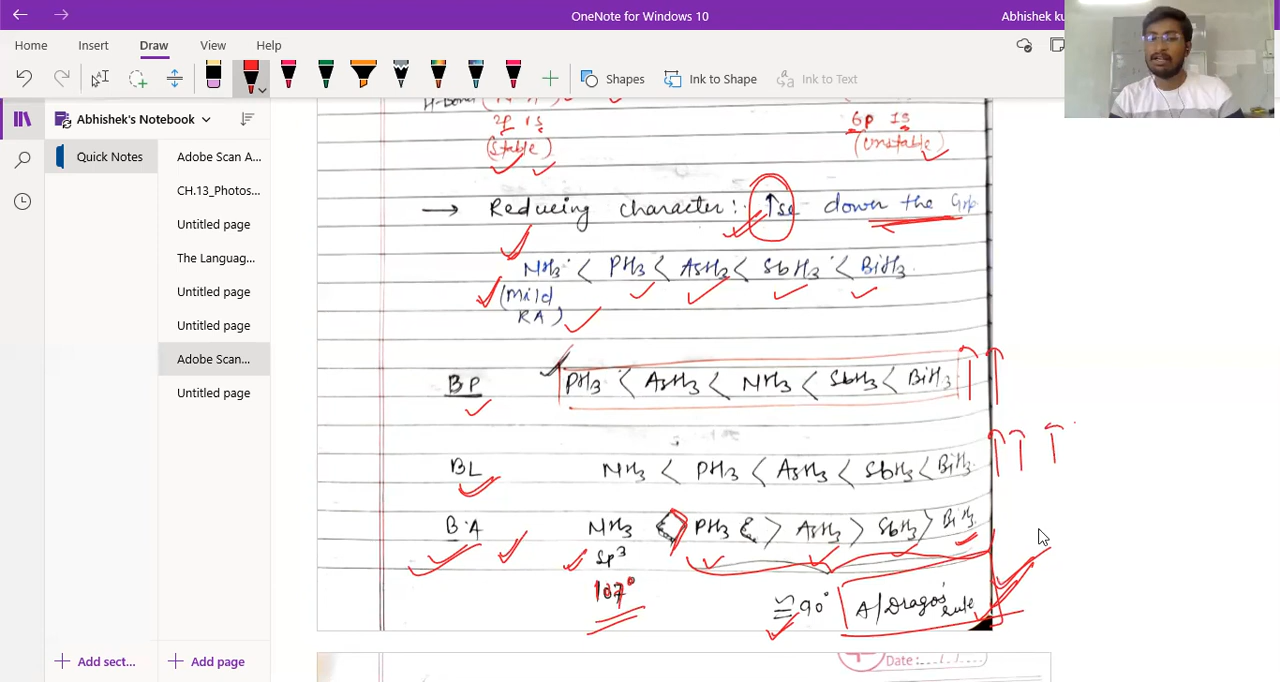 OneNote for Windows 10
Abhishek ku
Home Insert Draw View Help
Shapes Ink to Shape Ink to Text
Abhishek's Notebook
Quick Notes
Adobe Scan A...
CH.13_Photos...
Untitled page
The Languag...
Untitled page
Untitled page
Adobe Scan...
Untitled page
Add sect...
Add page
2p 1s 6p 1s
(Stable) (Unstable)
→ Reducing character: ↑se down the Grp
NH3 < PH3 < AsH3 < SbH3 < BiH3
(Mild
RA)
BP PH3 < AsH3 < NH3 < SbH3 < BiH3
BL NH3 < PH3 < AsH3 < SbH3 < BiH3
B.A NH3 PH3 > AsH3 > SbH3 > BiH3
Sp3
107°
≅90° A/Drago's rule
Date: